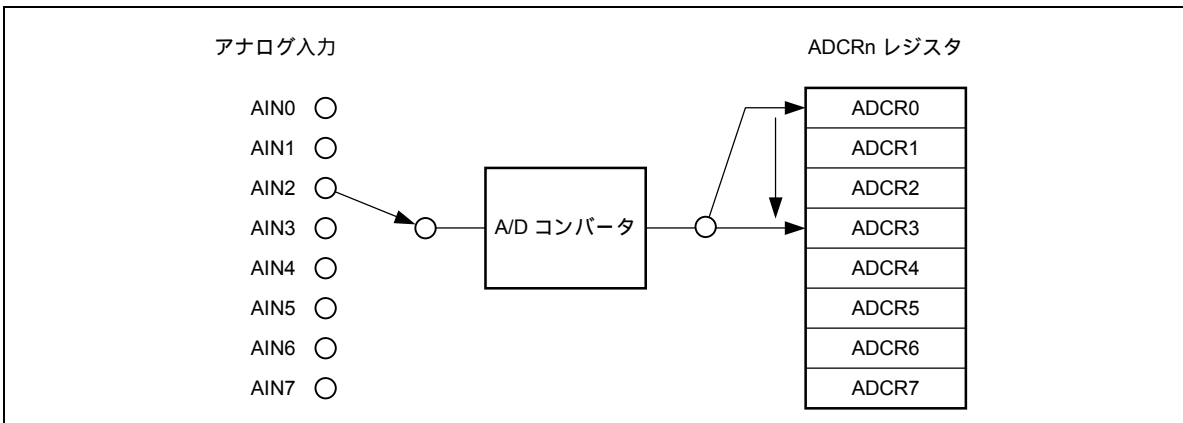 アナログ入力
AIN0
AIN1
AIN2
AIN3
AIN4
AIN5
AIN6
AIN7
A/D コンバータ
ADCRn レジスタ
ADCR0
ADCR1
ADCR2
ADCR3
ADCR4
ADCR5
ADCR6
ADCR7